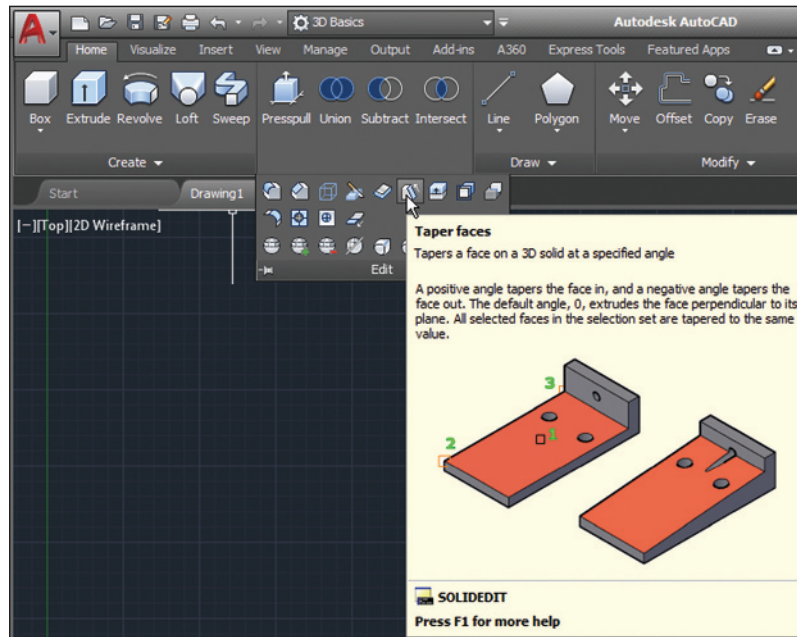 A 3D Basics Autodesk AutoCAD
Home Visualize Insert View Manage Output Add-ins A360 Express Tools Featured Apps
Box Extrude Revolve Loft Sweep Presspull Union Subtract Intersect Line Polygon Move Offset Copy Erase
Create Draw Modify
Start Drawing1
[−][Top][2D Wireframe]
Edit
Taper faces
Tapers a face on a 3D solid at a specified angle
A positive angle tapers the face in, and a negative angle tapers the
face out. The default angle, 0, extrudes the face perpendicular to its
plane. All selected faces in the selection set are tapered to the same
value.
3
1
2
SOLIDEDIT
Press F1 for more help